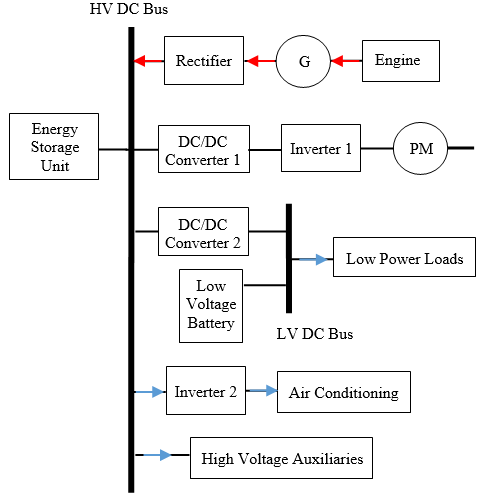 HV DC Bus
Rectifier
G
Engine
Energy
Storage
Unit
DC/DC
Converter 1
Inverter 1
PM
DC/DC
Converter 2
Low Power Loads
Low
Voltage
Battery
LV DC Bus
Inverter 2
Air Conditioning
High Voltage Auxiliaries